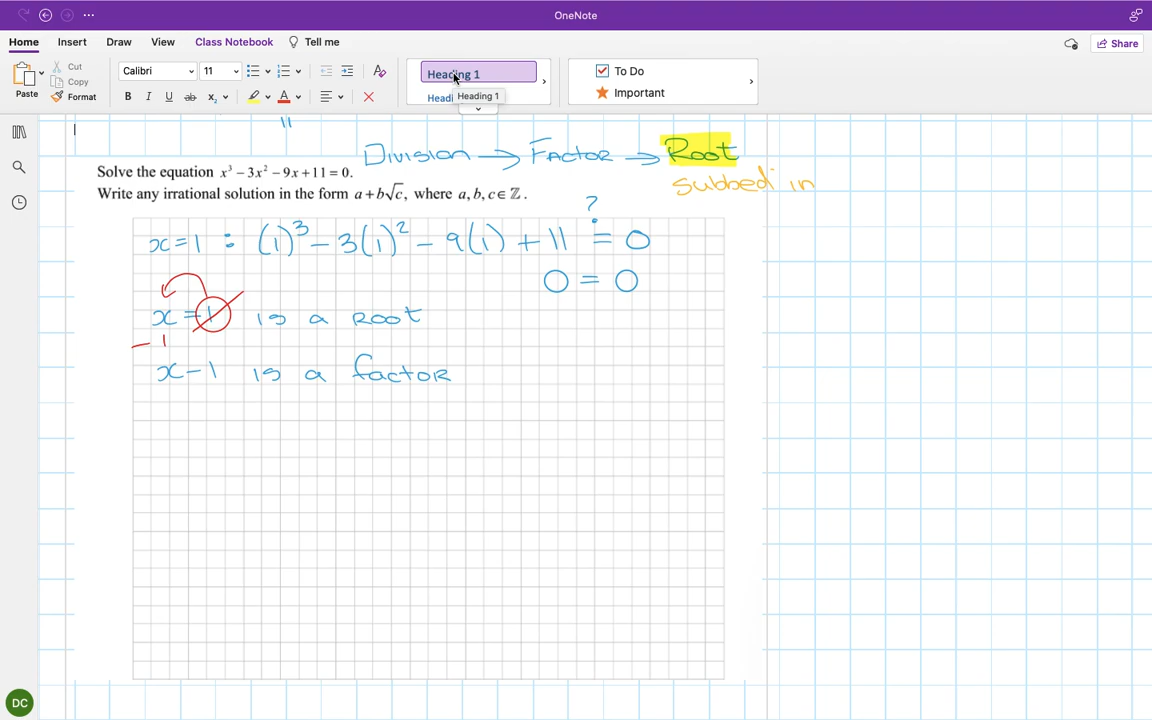 OneNote
Home Insert Draw View Class Notebook Tell me Share
Paste Cut Copy Format
Calibri 11
B I U ab x₂ A
Heading 1
Heading 1
To Do
Important
11
Division → Factor → Root
subbed in
Solve the equation x³ − 3x² − 9x + 11 = 0.
Write any irrational solution in the form a + b√c, where a, b, c ∈ ℤ.
?
x = 1 : (1)³ − 3(1)² − 9(1) + 11 = 0
0 = 0
x = 1 is a Root
− 1
x − 1 is a factor
DC